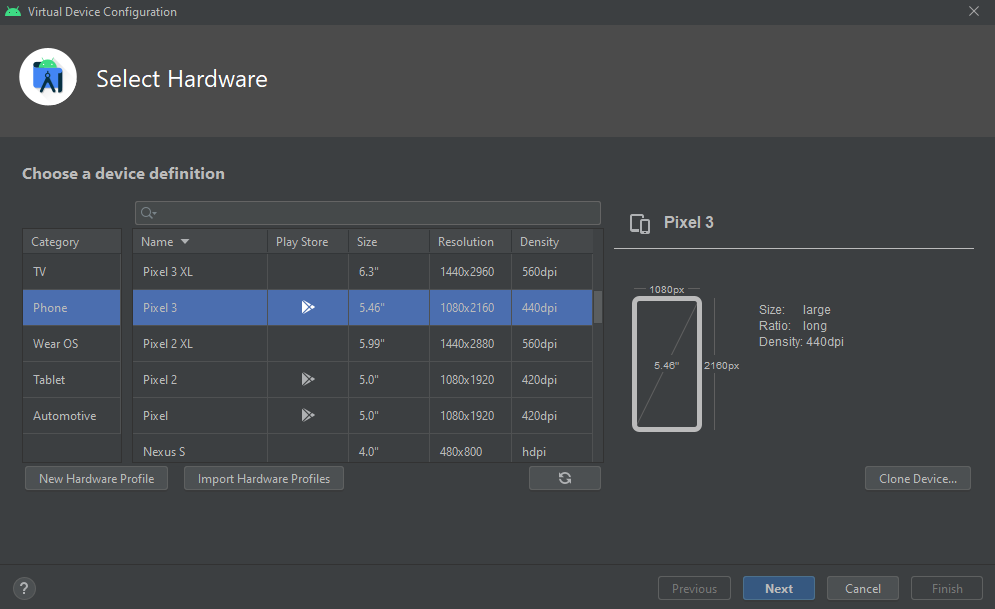 Virtual Device Configuration
Select Hardware
Choose a device definition
Category
TV
Phone
Wear OS
Tablet
Automotive
Name Play Store Size Resolution Density
Pixel 3 XL 6.3" 1440x2960 560dpi
Pixel 3 5.46" 1080x2160 440dpi
Pixel 2 XL 5.99" 1440x2880 560dpi
Pixel 2 5.0" 1080x1920 420dpi
Pixel 5.0" 1080x1920 420dpi
Nexus S 4.0" 480x800 hdpi
New Hardware Profile Import Hardware Profiles
Pixel 3
1080px
5.46"
2160px
Size: large
Ratio: long
Density: 440dpi
Clone Device...
?
Previous Next Cancel Finish